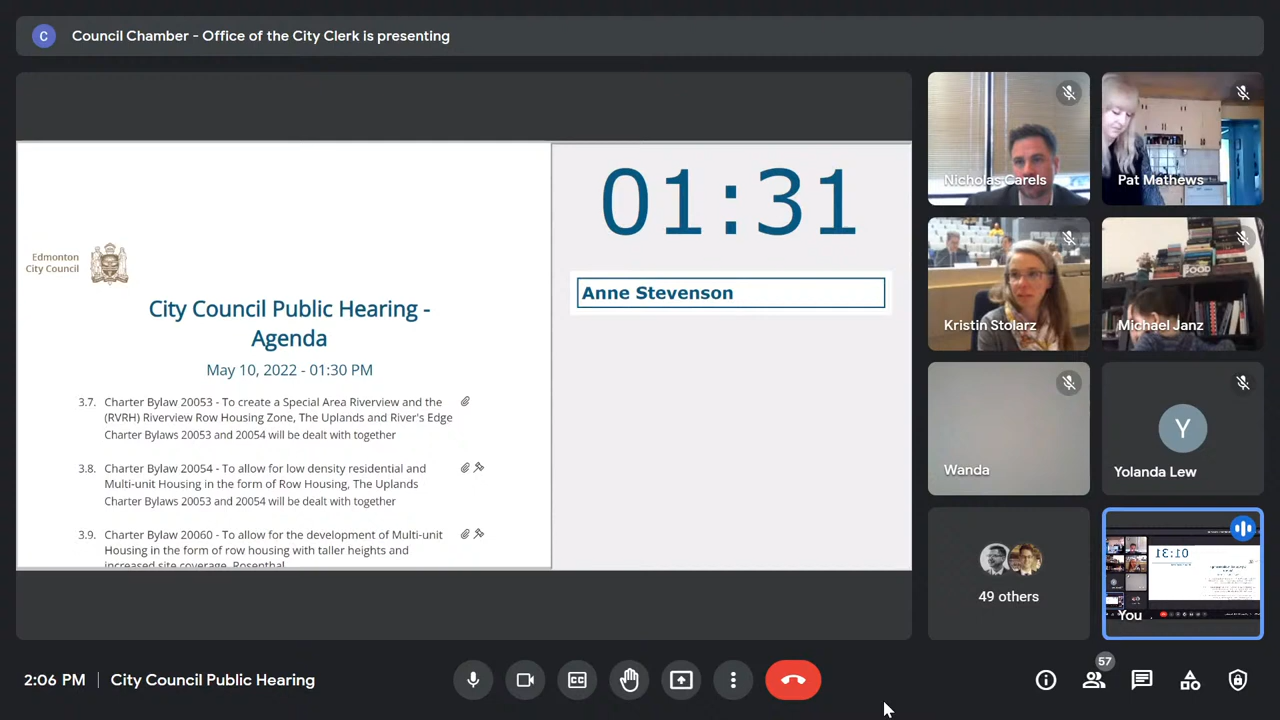 C
Council Chamber - Office of the City Clerk is presenting
Edmonton
City Council
City Council Public Hearing -
Agenda
May 10, 2022 - 01:30 PM
3.7. Charter Bylaw 20053 - To create a Special Area Riverview and the
(RVRH) Riverview Row Housing Zone, The Uplands and River's Edge
Charter Bylaws 20053 and 20054 will be dealt with together
3.8. Charter Bylaw 20054 - To allow for low density residential and
Multi-unit Housing in the form of Row Housing, The Uplands
Charter Bylaws 20053 and 20054 will be dealt with together
3.9. Charter Bylaw 20060 - To allow for the development of Multi-unit
Housing in the form of row housing with taller heights and
increased site coverage, Rosenthal
01:31
Anne Stevenson
Nicholas Carels
Pat Mathews
Kristin Stolarz
Michael Janz
Wanda
Y
Yolanda Lew
49 others
01:31
You
2:06 PM | City Council Public Hearing
57